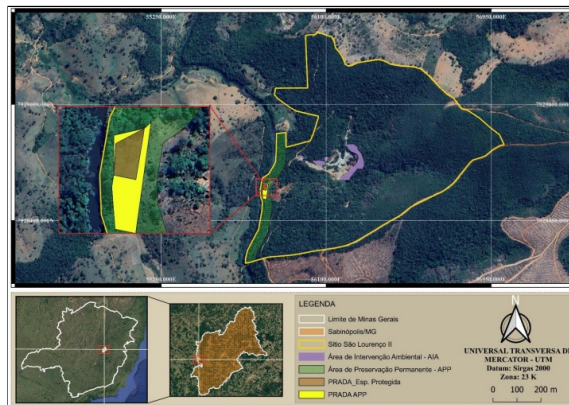 LEGENDA
Limite de Minas Gerais
Sabinópolis/MG
Sítio São Lourenço II
Área de Intervenção Ambiental - AIA
Área de Preservação Permanente - APP
PRADA_Esp. Protegida
PRADA APP
N
UNIVERSAL TRANSVERSA DE
MERCATOR - UTM
Datum: Sirgas 2000
Zona: 23 K
0 100 200 m